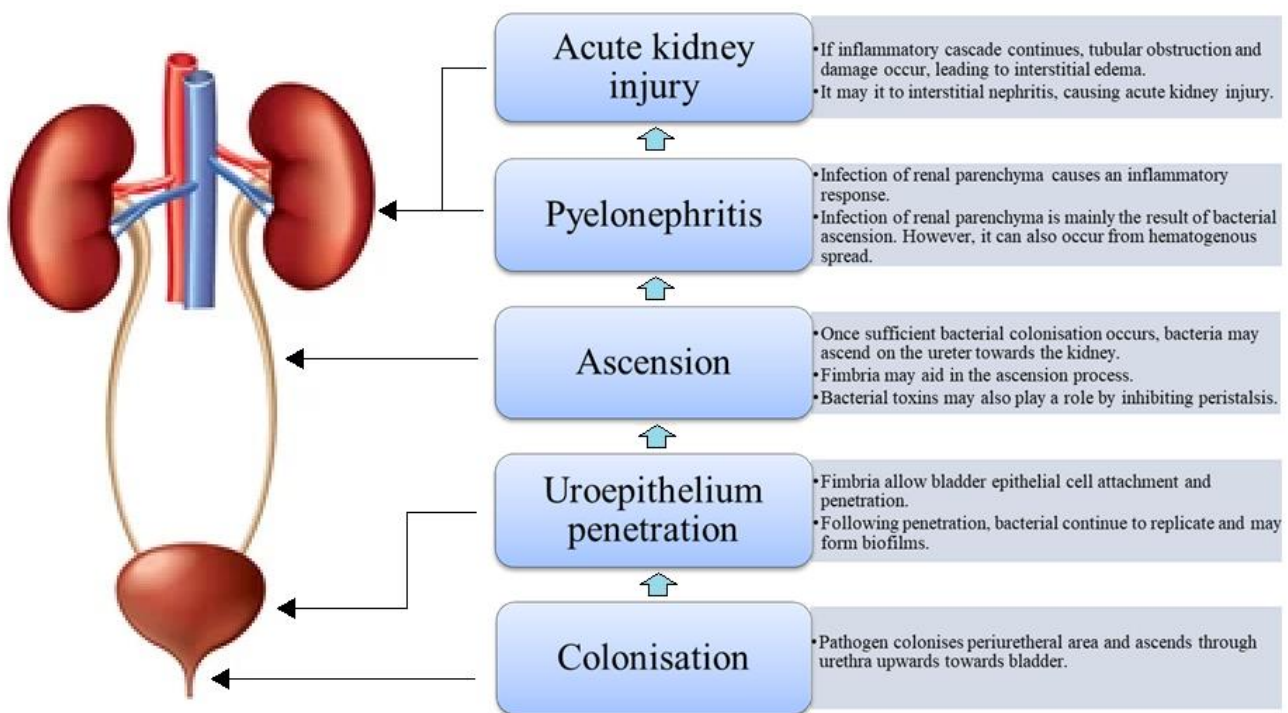 Acute kidney
injury
•If inflammatory cascade continues, tubular obstruction and
damage occur, leading to interstitial edema.
•It may it to interstitial nephritis, causing acute kidney injury.
Pyelonephritis
•Infection of renal parenchyma causes an inflammatory
response.
•Infection of renal parenchyma is mainly the result of bacterial
ascension. However, it can also occur from hematogenous
spread.
Ascension
•Once sufficient bacterial colonisation occurs, bacteria may
ascend on the ureter towards the kidney.
•Fimbria may aid in the ascension process.
•Bacterial toxins may also play a role by inhibiting peristalsis.
Uroepithelium
penetration
•Fimbria allow bladder epithelial cell attachment and
penetration.
•Following penetration, bacterial continue to replicate and may
form biofilms.
Colonisation
•Pathogen colonises periuretheral area and ascends through
urethra upwards towards bladder.